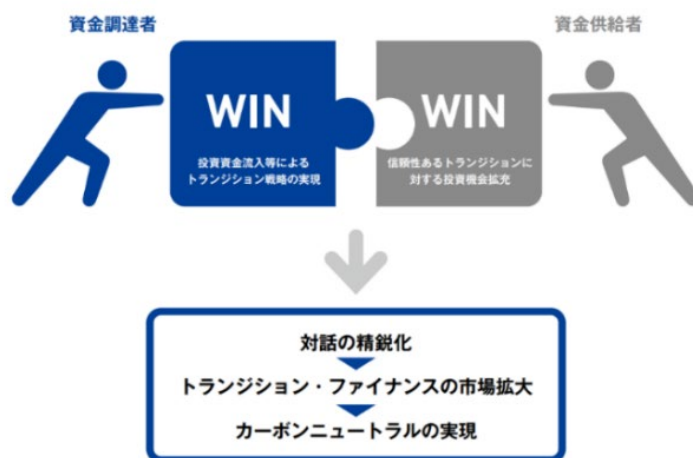 資金調達者
資金供給者
WIN
投資資金流入等による
トランジション戦略の実現
WIN
信頼性あるトランジションに
対する投資機会拡充
対話の精鋭化
トランジション・ファイナンスの市場拡大
カーボンニュートラルの実現